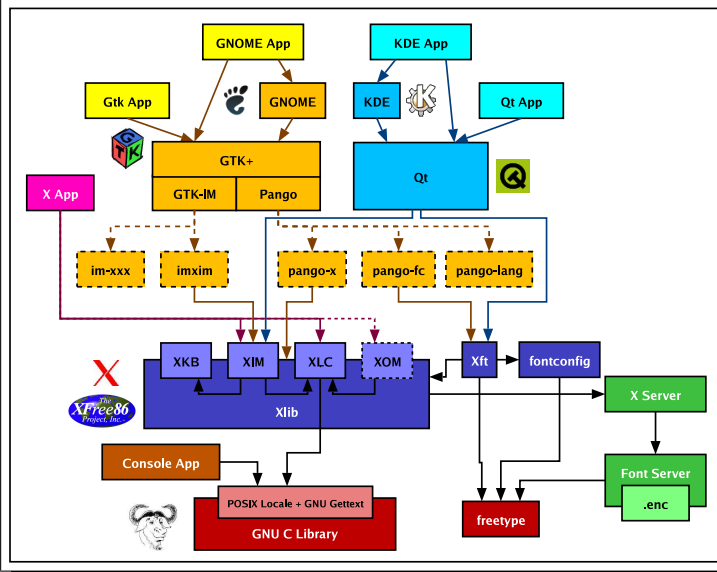 GNOME App
KDE App
Gtk App
GNOME
KDE
Qt App
GTK
K
GTK+
Qt
GTK-IM
Pango
X App
im-xxx
imxim
pango-x
pango-fc
pango-lang
XKB
XIM
XLC
XOM
Xft
fontconfig
X
Xlib
X Server
The
XFree86
Project, Inc.
Console App
Font Server
POSIX Locale + GNU Gettext
.enc
GNU C Library
freetype